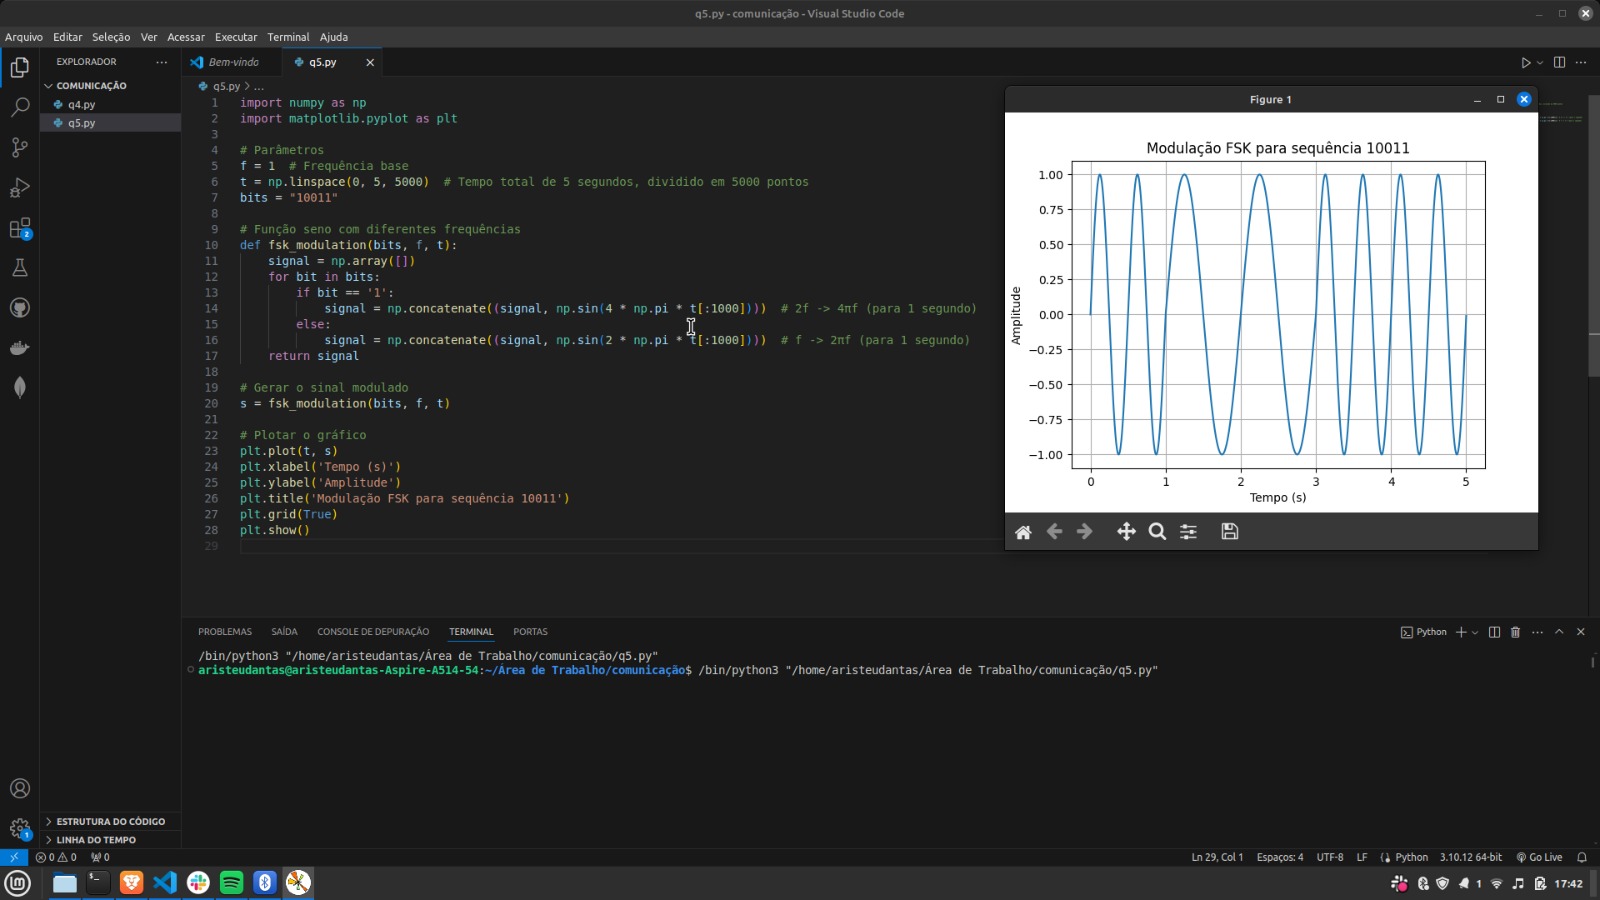 q5.py - comunicação - Visual Studio Code
Arquivo Editar Seleção Ver Acessar Executar Terminal Ajuda
EXPLORADOR
COMUNICAÇÃO
q4.py
q5.py
ESTRUTURA DO CÓDIGO
LINHA DO TEMPO
2
1
Bem-vindo q5.py
q5.py > ...
1 import numpy as np
2 import matplotlib.pyplot as plt
3
4 # Parâmetros
5 f = 1  # Frequência base
6 t = np.linspace(0, 5, 5000)  # Tempo total de 5 segundos, dividido em 5000 pontos
7 bits = "10011"
8
9 # Função seno com diferentes frequências
10 def fsk_modulation(bits, f, t):
11     signal = np.array([])
12     for bit in bits:
13         if bit == '1':
14             signal = np.concatenate((signal, np.sin(4 * np.pi * t[:1000])))  # 2f -> 4πf (para 1 segundo)
15         else:
16             signal = np.concatenate((signal, np.sin(2 * np.pi * t[:1000])))  # f -> 2πf (para 1 segundo)
17     return signal
18
19 # Gerar o sinal modulado
20 s = fsk_modulation(bits, f, t)
21
22 # Plotar o gráfico
23 plt.plot(t, s)
24 plt.xlabel('Tempo (s)')
25 plt.ylabel('Amplitude')
26 plt.title('Modulação FSK para sequência 10011')
27 plt.grid(True)
28 plt.show()
29
Figure 1
Modulação FSK para sequência 10011
Amplitude
1.00
0.75
0.50
0.25
0.00
−0.25
−0.50
−0.75
−1.00
0 1 2 3 4 5
Tempo (s)
PROBLEMAS SAÍDA CONSOLE DE DEPURAÇÃO TERMINAL PORTAS
Python
/bin/python3 "/home/aristeudantas/Área de Trabalho/comunicação/q5.py"
aristeudantas@aristeudantas-Aspire-A514-54:~/Área de Trabalho/comunicação$ /bin/python3 "/home/aristeudantas/Área de Trabalho/comunicação/q5.py"
0 0 0
Ln 29, Col 1 Espaços: 4 UTF-8 LF Python 3.10.12 64-bit Go Live
1 17:42